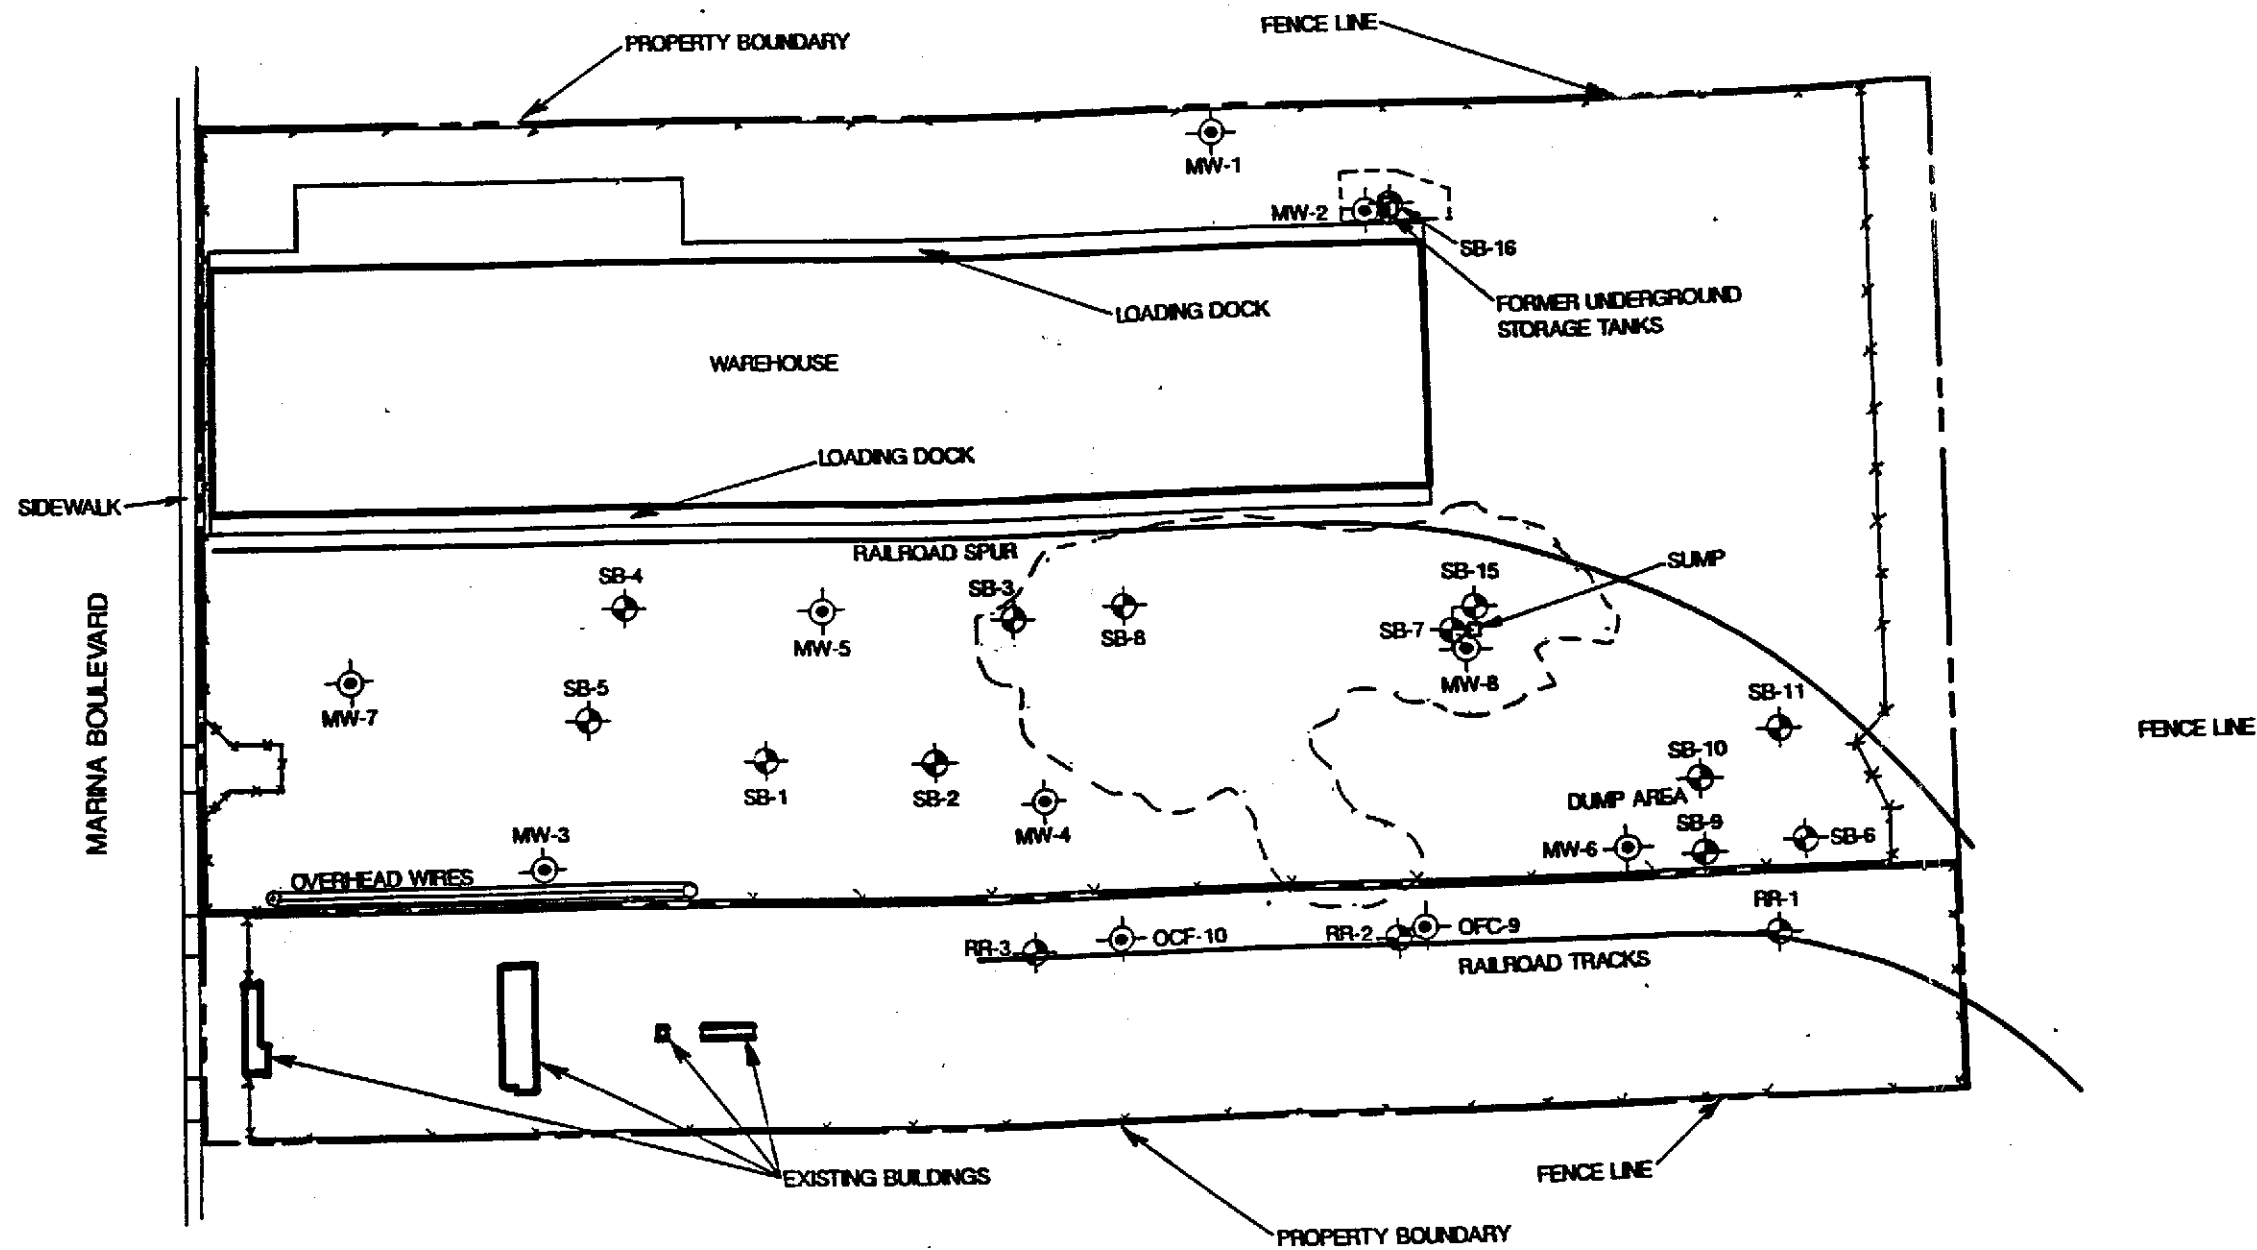 FENCE LINE
PROPERTY BOUNDARY
MW-1
MW-2
SB-16
FORMER UNDERGROUND
STORAGE TANKS
LOADING DOCK
WAREHOUSE
LOADING DOCK
SIDEWALK
RAILROAD SPUR
SUMP
SB-4
SB-3
SB-15
MW-5
SB-8
SB-7
MW-8
MARINA BOULEVARD
MW-7
SB-5
SB-11
FENCE LINE
SB-10
SB-1
SB-2
DUMP AREA
MW-4
MW-3
SB-9
SB-6
MW-6
OVERHEAD WIRES
RR-1
RR-3
OCF-10
RR-2
OFC-9
RAILROAD TRACKS
EXISTING BUILDINGS
FENCE LINE
PROPERTY BOUNDARY